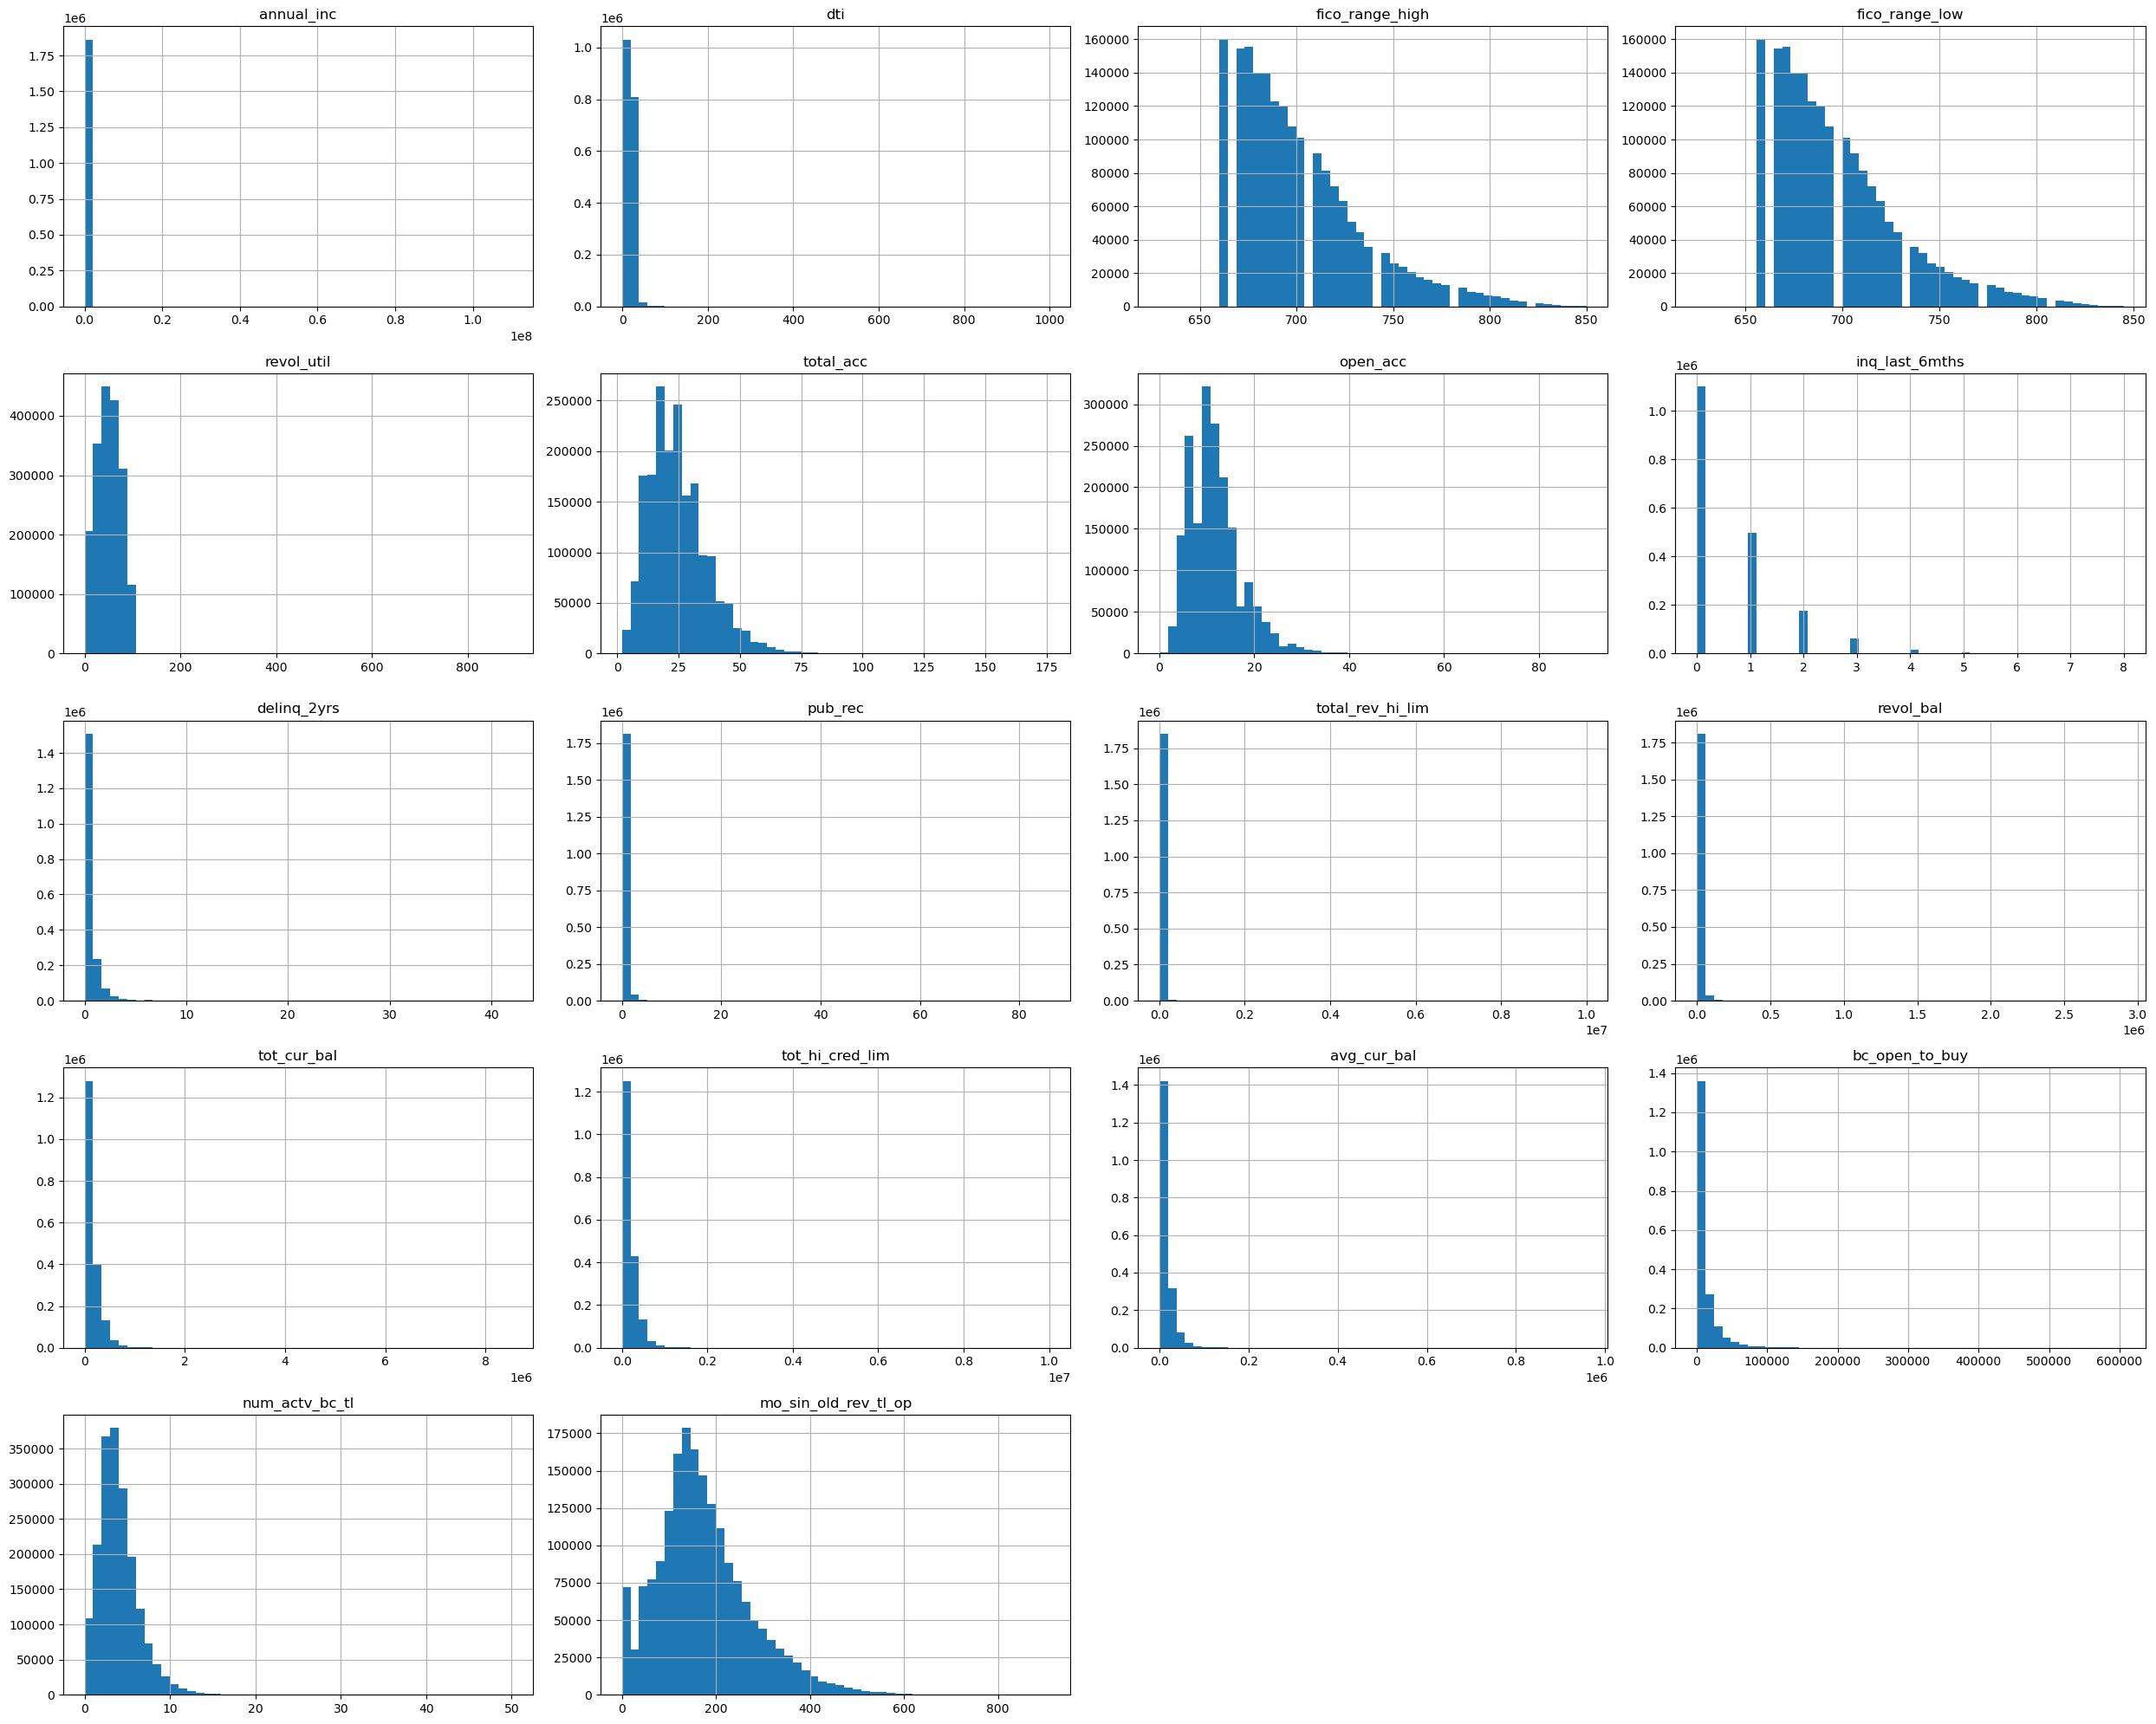 annual_inc
1e6
1.75
1.50
1.25
1.00
0.75
0.50
0.25
0.00
0.0 0.2 0.4 0.6 0.8 1.0
1e8
dti
1e6
1.0
0.8
0.6
0.4
0.2
0.0
0 200 400 600 800 1000
fico_range_high
160000
140000
120000
100000
80000
60000
40000
20000
0
650 700 750 800 850
fico_range_low
160000
140000
120000
100000
80000
60000
40000
20000
0
650 700 750 800 850
revol_util
400000
300000
200000
100000
0
0 200 400 600 800
total_acc
250000
200000
150000
100000
50000
0
0 25 50 75 100 125 150 175
open_acc
300000
250000
200000
150000
100000
50000
0
0 20 40 60 80
inq_last_6mths
1e6
1.0
0.8
0.6
0.4
0.2
0.0
0 1 2 3 4 5 6 7 8
delinq_2yrs
1e6
1.4
1.2
1.0
0.8
0.6
0.4
0.2
0.0
0 10 20 30 40
pub_rec
1e6
1.75
1.50
1.25
1.00
0.75
0.50
0.25
0.00
0 20 40 60 80
total_rev_hi_lim
1e6
1.75
1.50
1.25
1.00
0.75
0.50
0.25
0.00
0.0 0.2 0.4 0.6 0.8 1.0
1e7
revol_bal
1e6
1.75
1.50
1.25
1.00
0.75
0.50
0.25
0.00
0.0 0.5 1.0 1.5 2.0 2.5 3.0
1e6
tot_cur_bal
1e6
1.2
1.0
0.8
0.6
0.4
0.2
0.0
0 2 4 6 8
1e6
tot_hi_cred_lim
1e6
1.2
1.0
0.8
0.6
0.4
0.2
0.0
0.0 0.2 0.4 0.6 0.8 1.0
1e7
avg_cur_bal
1e6
1.4
1.2
1.0
0.8
0.6
0.4
0.2
0.0
0.0 0.2 0.4 0.6 0.8 1.0
1e6
bc_open_to_buy
1e6
1.4
1.2
1.0
0.8
0.6
0.4
0.2
0.0
0 100000 200000 300000 400000 500000 600000
num_actv_bc_tl
350000
300000
250000
200000
150000
100000
50000
0
0 10 20 30 40 50
mo_sin_old_rev_tl_op
175000
150000
125000
100000
75000
50000
25000
0
0 200 400 600 800